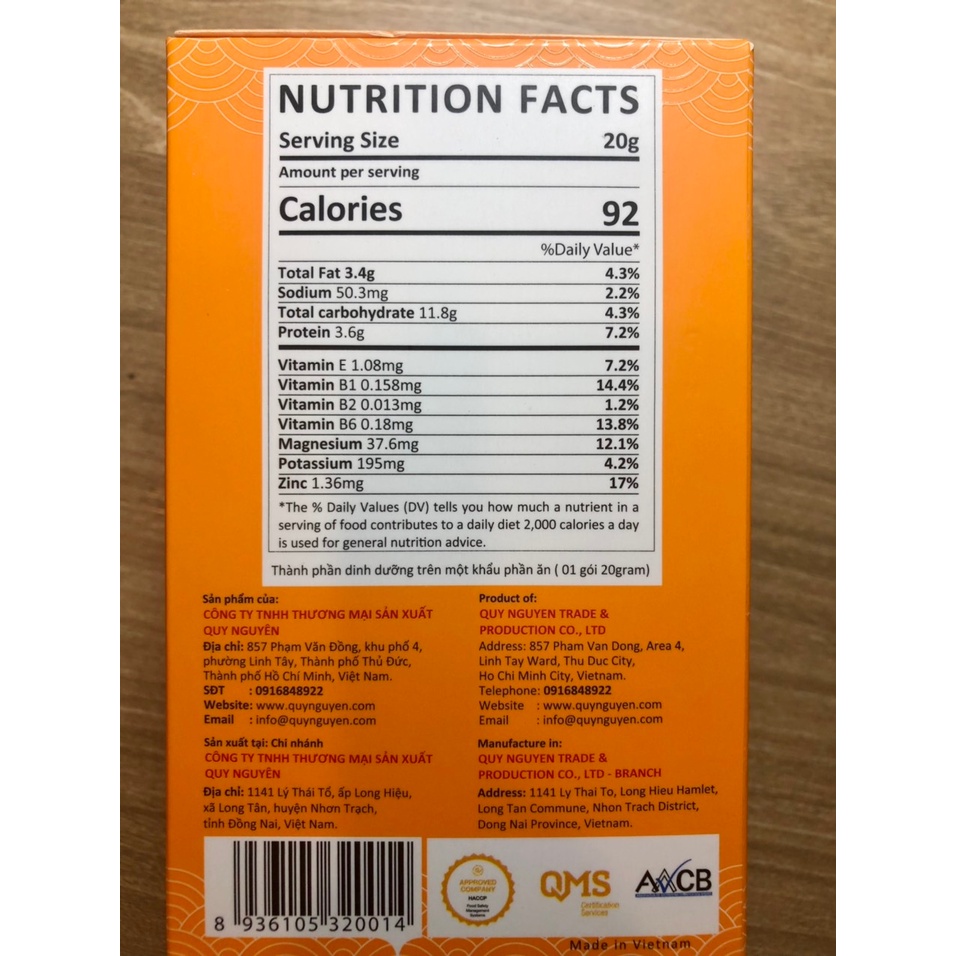 NUTRITION FACTS
Serving Size 20g
Amount per serving
Calories 92
%Daily Value*
Total Fat 3.4g 4.3%
Sodium 50.3mg 2.2%
Total carbohydrate 11.8g 4.3%
Protein 3.6g 7.2%
Vitamin E 1.08mg 7.2%
Vitamin B1 0.158mg 14.4%
Vitamin B2 0.013mg 1.2%
Vitamin B6 0.18mg 13.8%
Magnesium 37.6mg 12.1%
Potassium 195mg 4.2%
Zinc 1.36mg 17%
*The % Daily Values (DV) tells you how much a nutrient in a
serving of food contributes to a daily diet 2,000 calories a day
is used for general nutrition advice.
Thành phần dinh dưỡng trên một khẩu phần ăn ( 01 gói 20gram)
Sản phẩm của:
CÔNG TY TNHH THƯƠNG MẠI SẢN XUẤT
QUY NGUYÊN
Địa chỉ: 857 Phạm Văn Đồng, khu phố 4,
phường Linh Tây, Thành phố Thủ Đức,
Thành phố Hồ Chí Minh, Việt Nam.
SĐT : 0916848922
Website: www.quynguyen.com
Email : info@quynguyen.com
Sản xuất tại: Chi nhánh
CÔNG TY TNHH THƯƠNG MẠI SẢN XUẤT
QUY NGUYÊN
Địa chỉ: 1141 Lý Thái Tổ, ấp Long Hiệu,
xã Long Tân, huyện Nhơn Trạch,
tỉnh Đồng Nai, Việt Nam.
Product of:
QUY NGUYEN TRADE &
PRODUCTION CO., LTD
Address: 857 Pham Van Dong, Area 4,
Linh Tay Ward, Thu Duc City,
Ho Chi Minh City, Vietnam.
Telephone: 0916848922
Website : www.quynguyen.com
Email : info@quynguyen.com
Manufacture in:
QUY NGUYEN TRADE &
PRODUCTION CO., LTD - BRANCH
Address: 1141 Ly Thai To, Long Hieu Hamlet,
Long Tan Commune, Nhon Trach District,
Dong Nai Province, Vietnam.
8 936105 320014
APPROVED
COMPANY
HACCP
Food Safety
Management
Systems
QMS
Certification
Services
AWCB
Made in Vietnam